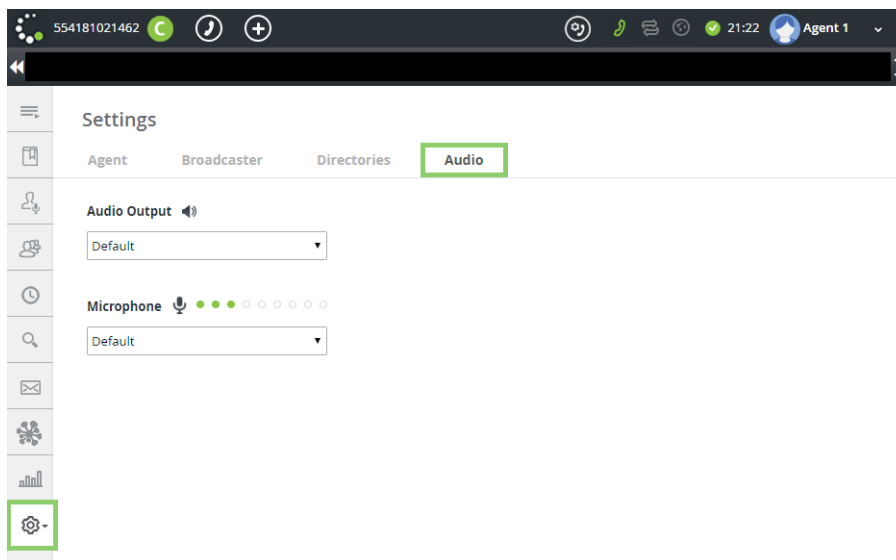 554181021462 C 21:22 Agent 1
Settings
Agent Broadcaster Directories Audio
Audio Output
Default
Microphone
Default